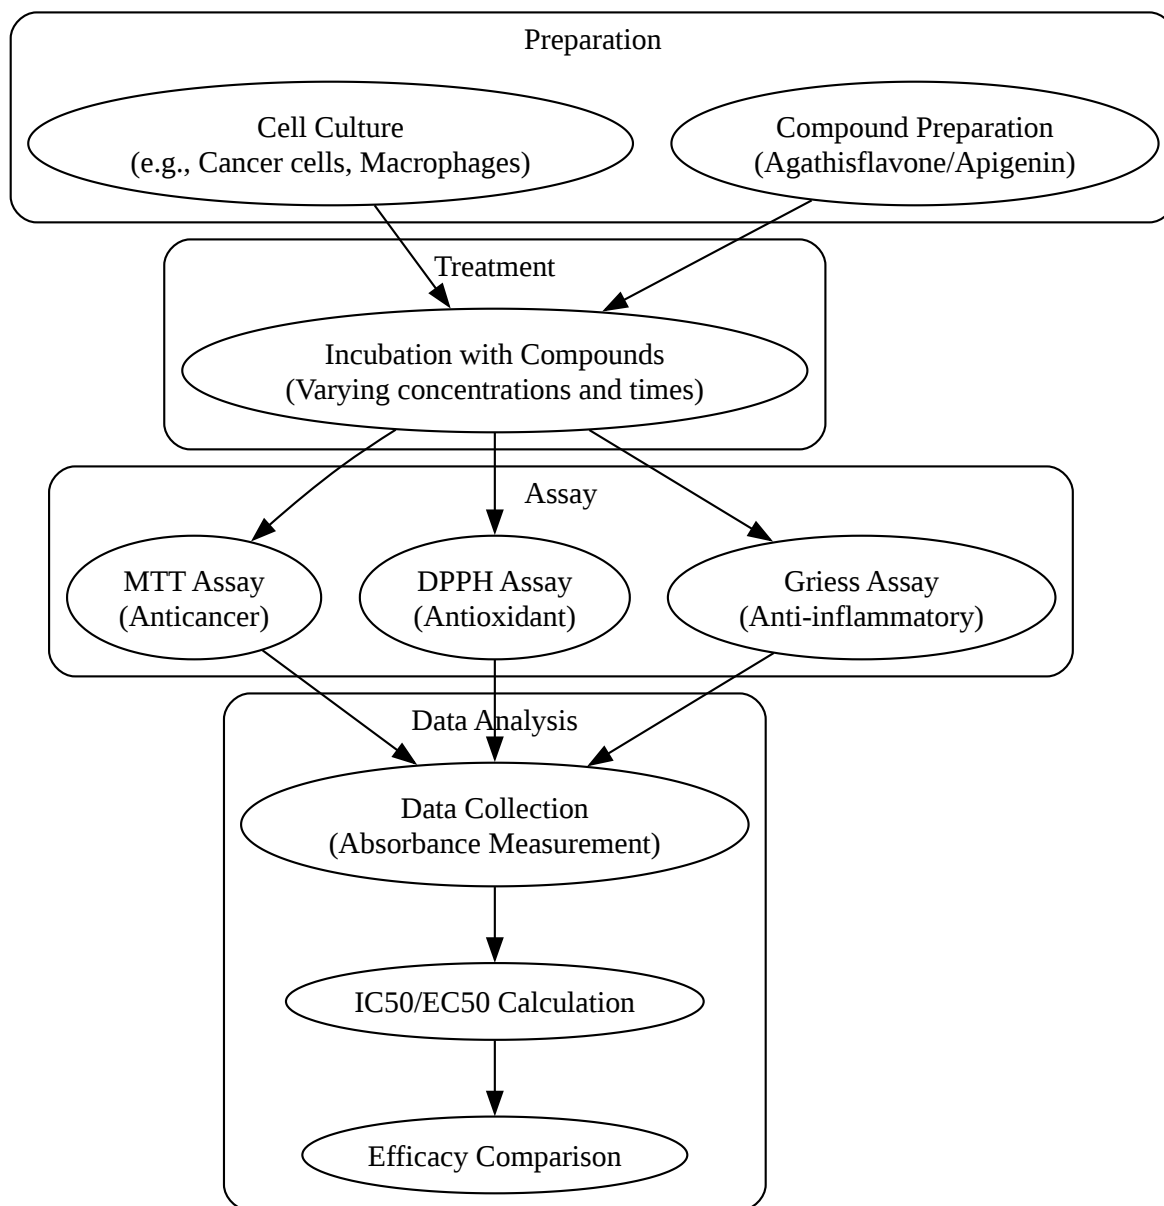 Preparation
Cell Culture
(e.g., Cancer cells, Macrophages)
Compound Preparation
(Agathisflavone/Apigenin)
Treatment
Incubation with Compounds
(Varying concentrations and times)
Assay
MTT Assay
(Anticancer)
DPPH Assay
(Antioxidant)
Griess Assay
(Anti-inflammatory)
Data Analysis
Data Collection
(Absorbance Measurement)
IC50/EC50 Calculation
Efficacy Comparison